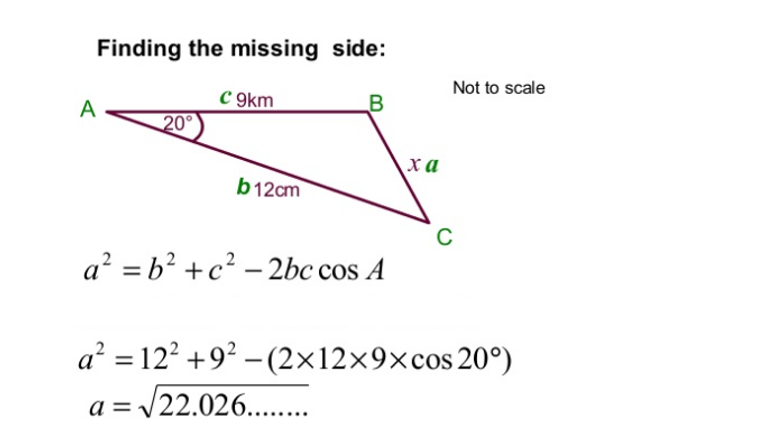 Finding the missing side:
Not to scale
A
c 9km
B
20°
x a
b 12cm
C
a² = b² + c² − 2bc cos A
a² = 12² + 9² − (2×12×9×cos 20°)
a = √22.026........